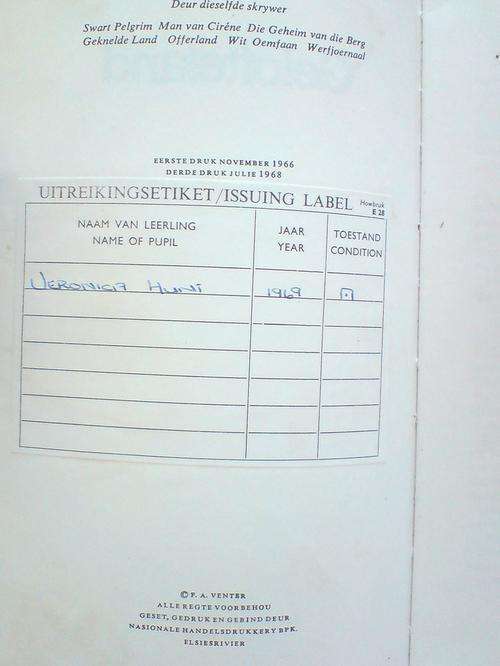 Deur dieselfde skrywer
Swart Pelgrim Man van Ciréne Die Geheim van die Berg
Geknelde Land Offerland Wit Oemfaan Werfjoernaal
EERSTE DRUK NOVEMBER 1966
DERDE DRUK JULIE 1968
UITREIKINGSETIKET/ISSUING LABEL Howbruk E 28
NAAM VAN LEERLING JAAR TOESTAND
NAME OF PUPIL YEAR CONDITION
VERONICA HUNT 1969
© F. A. VENTER
ALLE REGTE VOORBEHOU
GESET, GEDRUK EN GEBIND DEUR
NASIONALE HANDELSDRUKKERY BPK.
ELSIESRIVIER